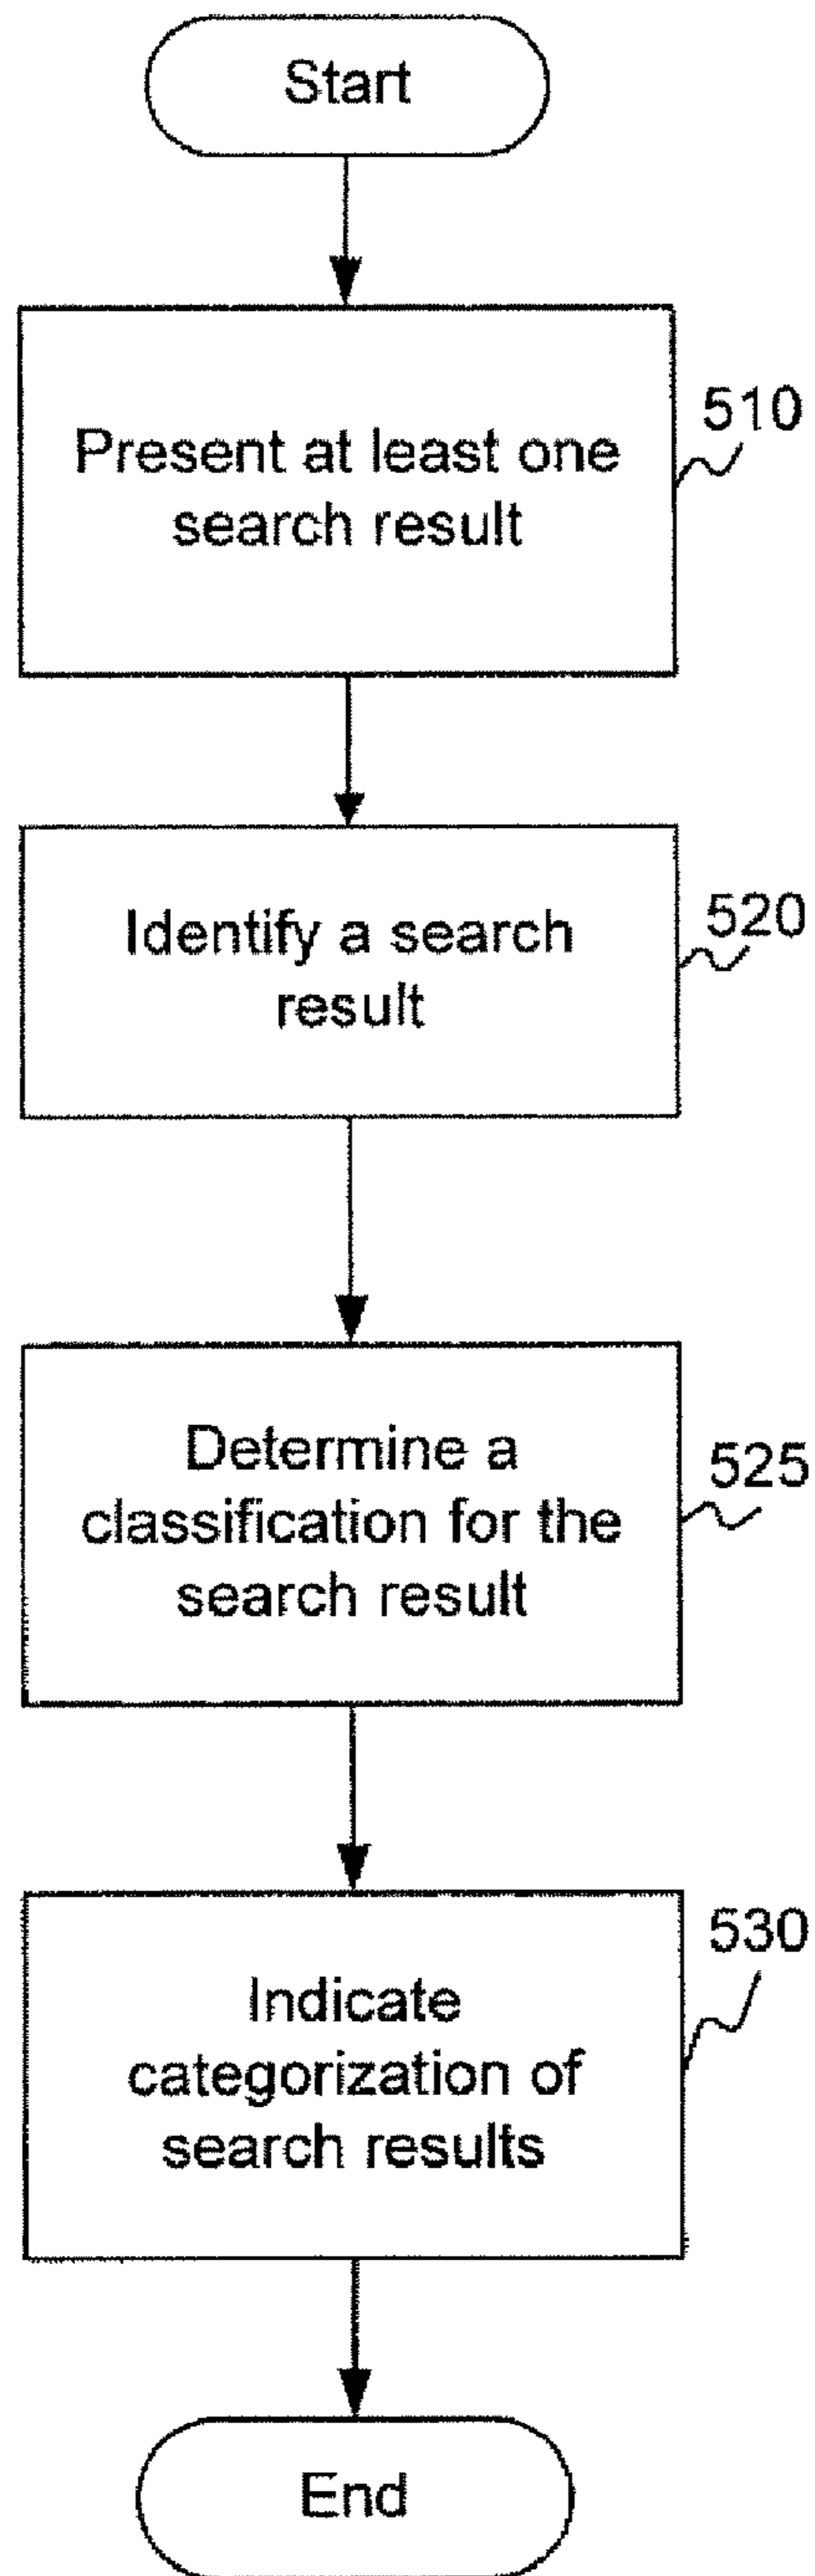 Start
Present at least one
search result
510
Identify a search
result
520
Determine a
classification for the
search result
525
Indicate
categorization of
search results
530
End